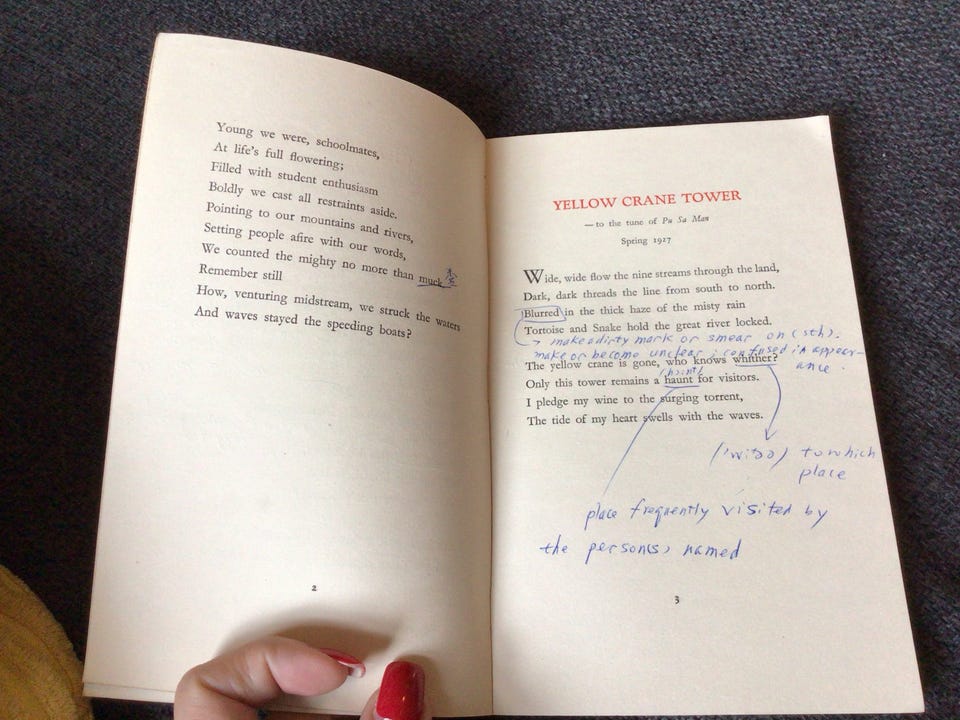 Young we were, schoolmates,
At life's full flowering;
Filled with student enthusiasm
Boldly we cast all restraints aside.
Pointing to our mountains and rivers,
Setting people afire with our words,
We counted the mighty no more than muck.
Remember still
How, venturing midstream, we struck the waters
And waves stayed the speeding boats?
2
YELLOW CRANE TOWER
—to the tune of Pu Sa Man
Spring 1927
Wide, wide flow the nine streams through the land,
Dark, dark threads the line from south to north.
Blurred in the thick haze of the misty rain
Tortoise and Snake hold the great river locked.
make a dirty mark or smear on (sth).
make or become unclear; confused in appear-
ance.
The yellow crane is gone, who knows whither?
Only this tower remains a haunt for visitors.
I pledge my wine to the surging torrent,
The tide of my heart swells with the waves.
to which
place
place frequently visited by
the person(s) named
3